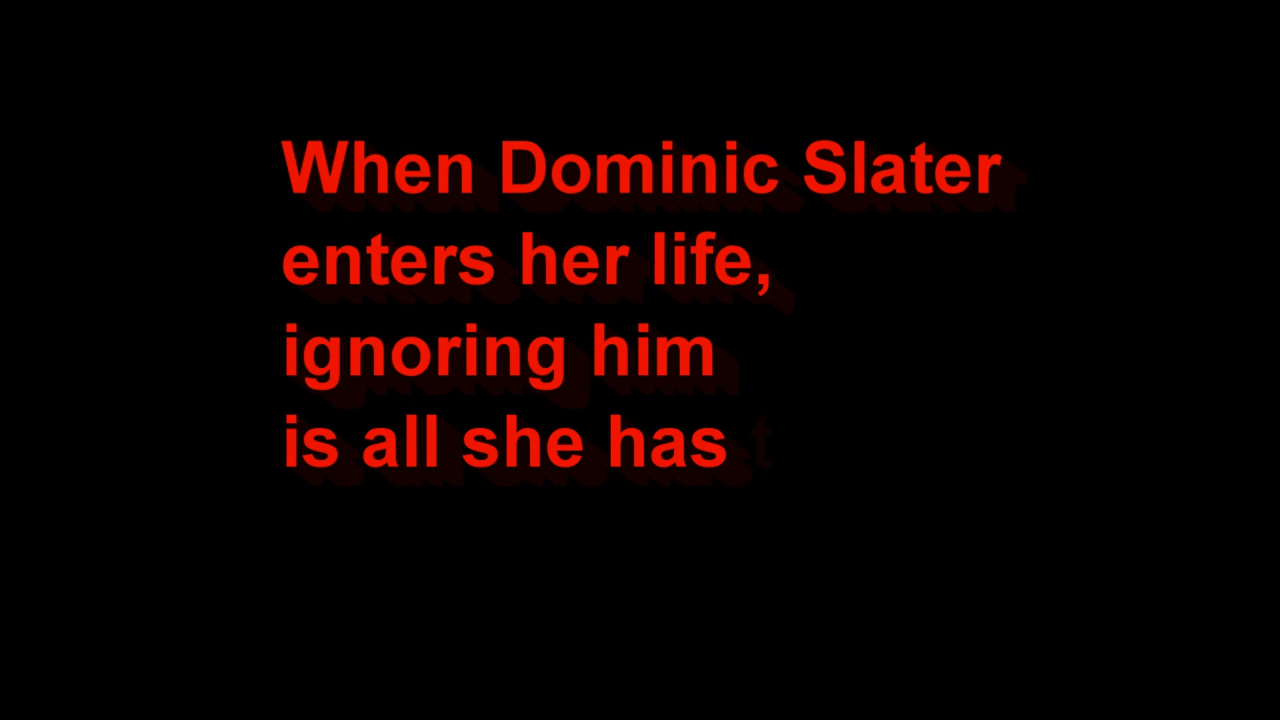 When Dominic Slater
enters her life,
ignoring him
is all she has t